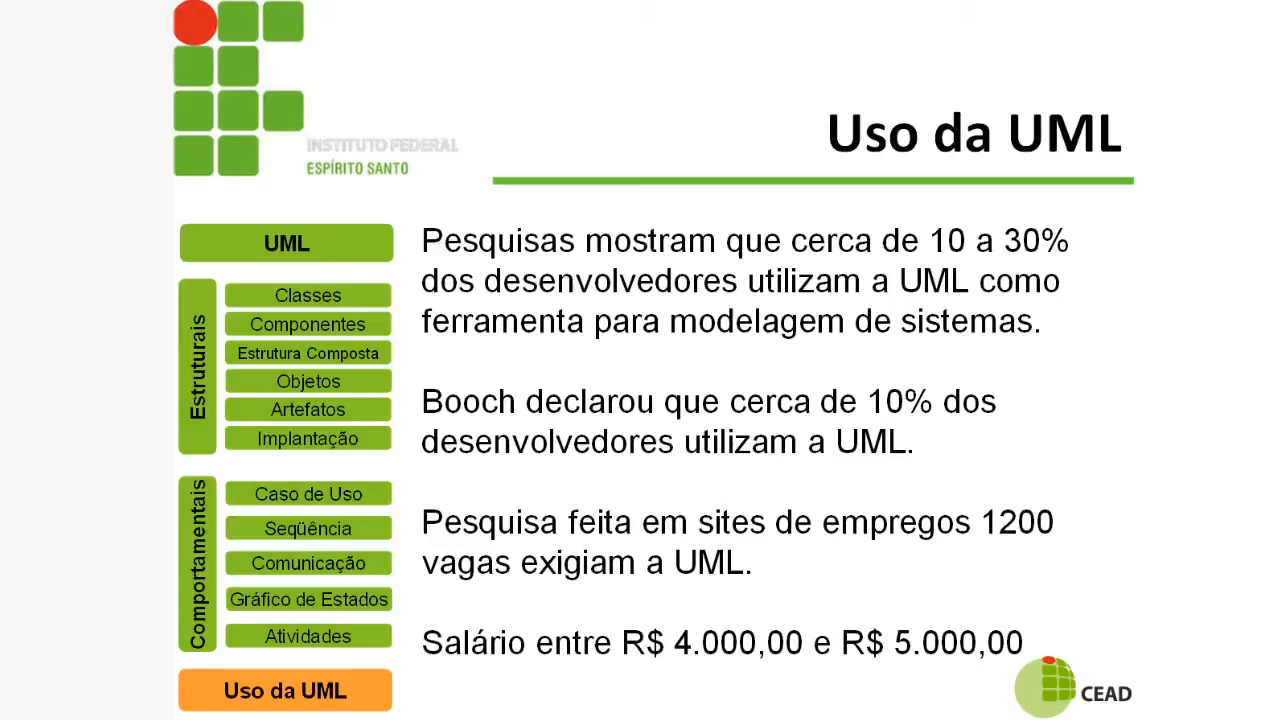 INSTITUTO FEDERAL
ESPÍRITO SANTO
Uso da UML
UML
Estruturais
Classes
Componentes
Estrutura Composta
Objetos
Artefatos
Implantação
Comportamentais
Caso de Uso
Seqüência
Comunicação
Gráfico de Estados
Atividades
Uso da UML
Pesquisas mostram que cerca de 10 a 30%
dos desenvolvedores utilizam a UML como
ferramenta para modelagem de sistemas.
Booch declarou que cerca de 10% dos
desenvolvedores utilizam a UML.
Pesquisa feita em sites de empregos 1200
vagas exigiam a UML.
Salário entre R$ 4.000,00 e R$ 5.000,00
CEAD